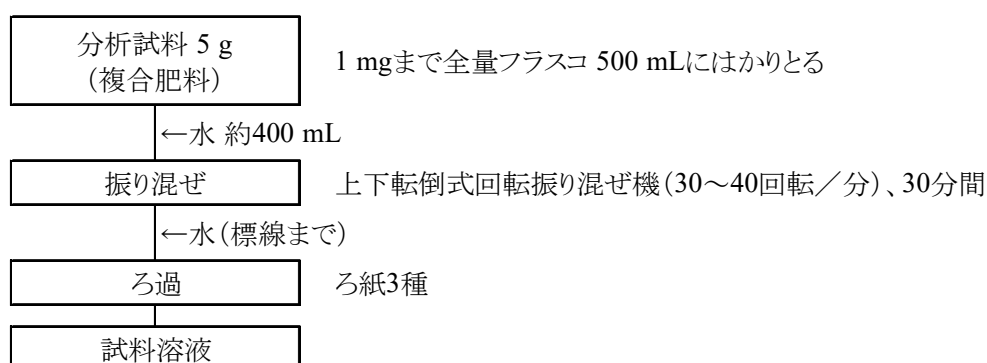 分析試料 5 g
(複合肥料)
1 mgまで全量フラスコ 500 mLにはかりとる
←水 約400 mL
振り混ぜ
上下転倒式回転振り混ぜ機(30~40回転/分)、30分間
←水(標線まで)
ろ過
ろ紙3種
試料溶液